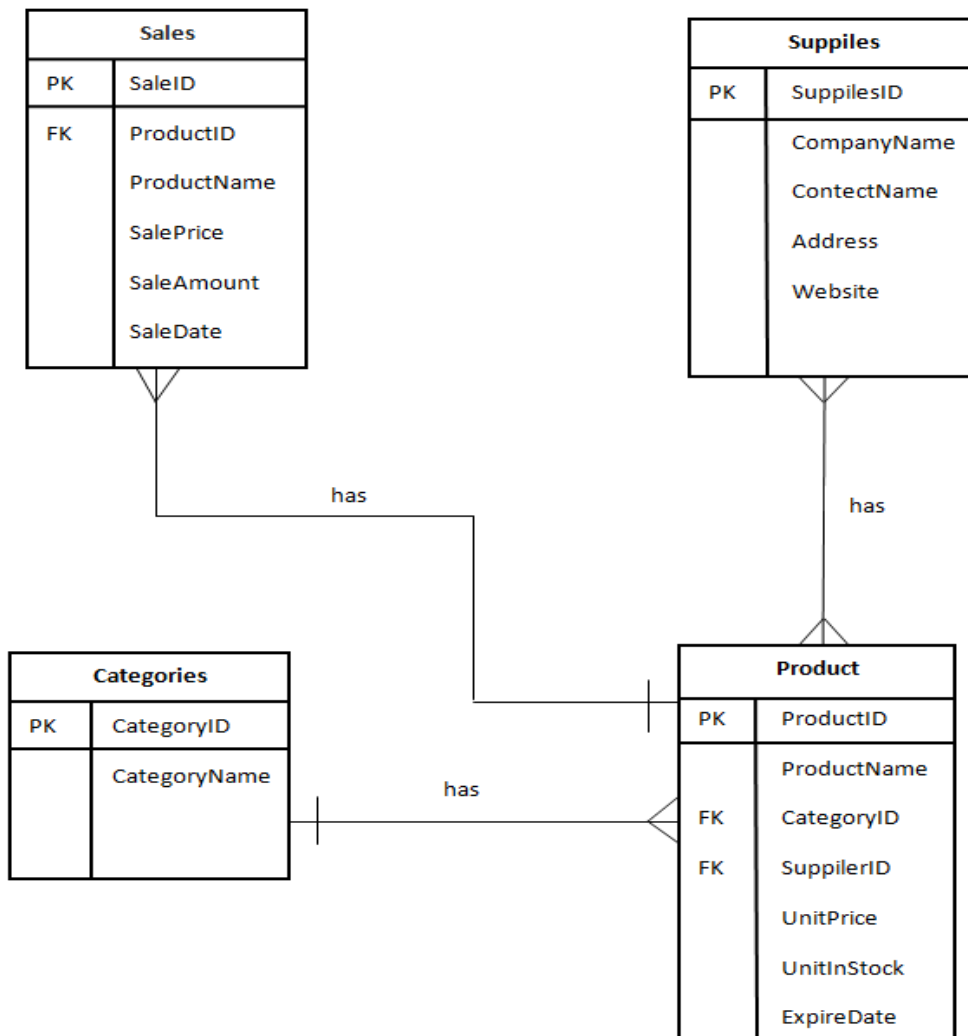 Sales
PK SaleID
FK ProductID
ProductName
SalePrice
SaleAmount
SaleDate
Suppiles
PK SuppilesID
CompanyName
ContectName
Address
Website
has
has
Categories
PK CategoryID
CategoryName
has
Product
PK ProductID
ProductName
FK CategoryID
FK SuppilerID
UnitPrice
UnitInStock
ExpireDate